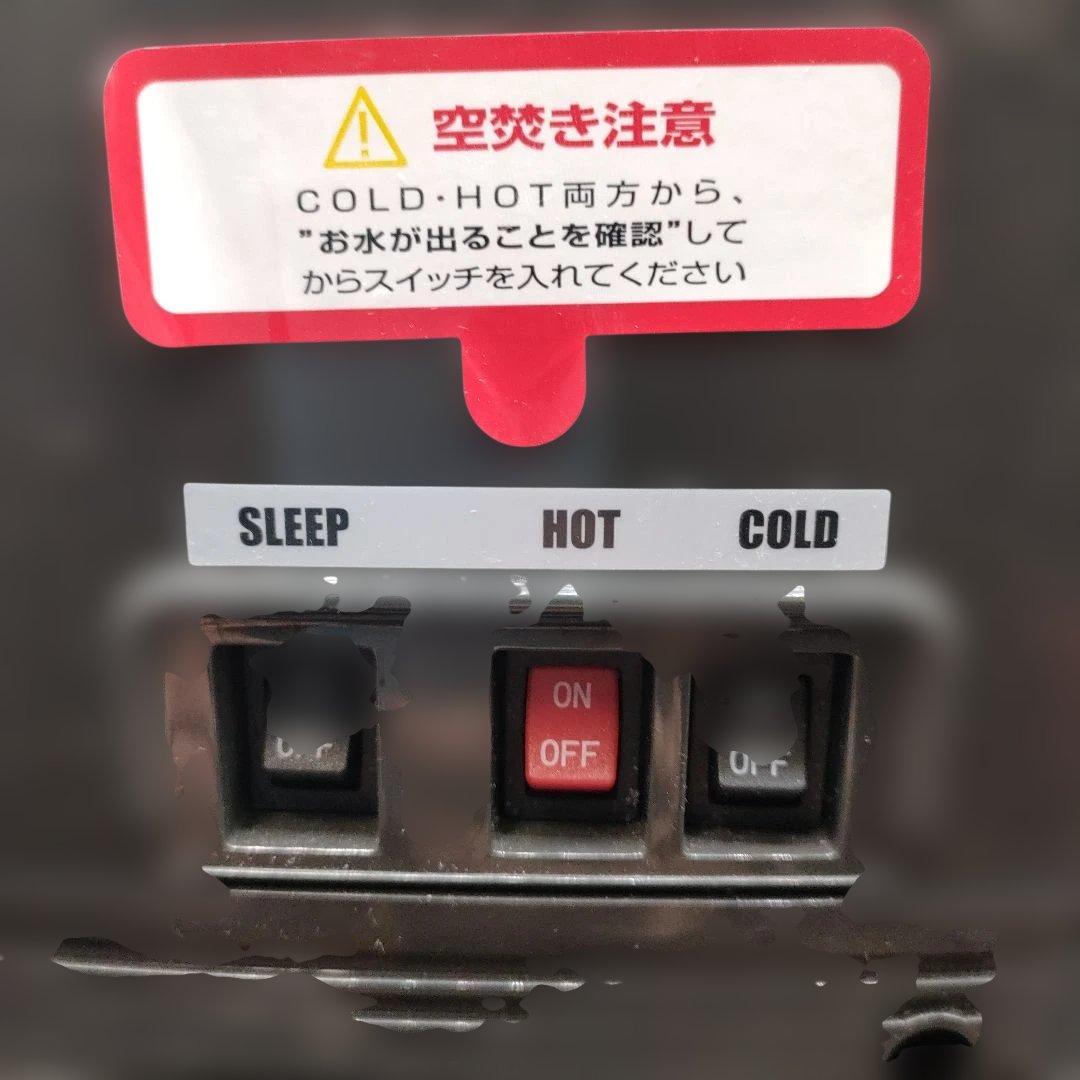 空焚き注意
COLD・HOT両方から、
"お水が出ることを確認"して
からスイッチを入れてください
SLEEP HOT COLD
ON
OFF